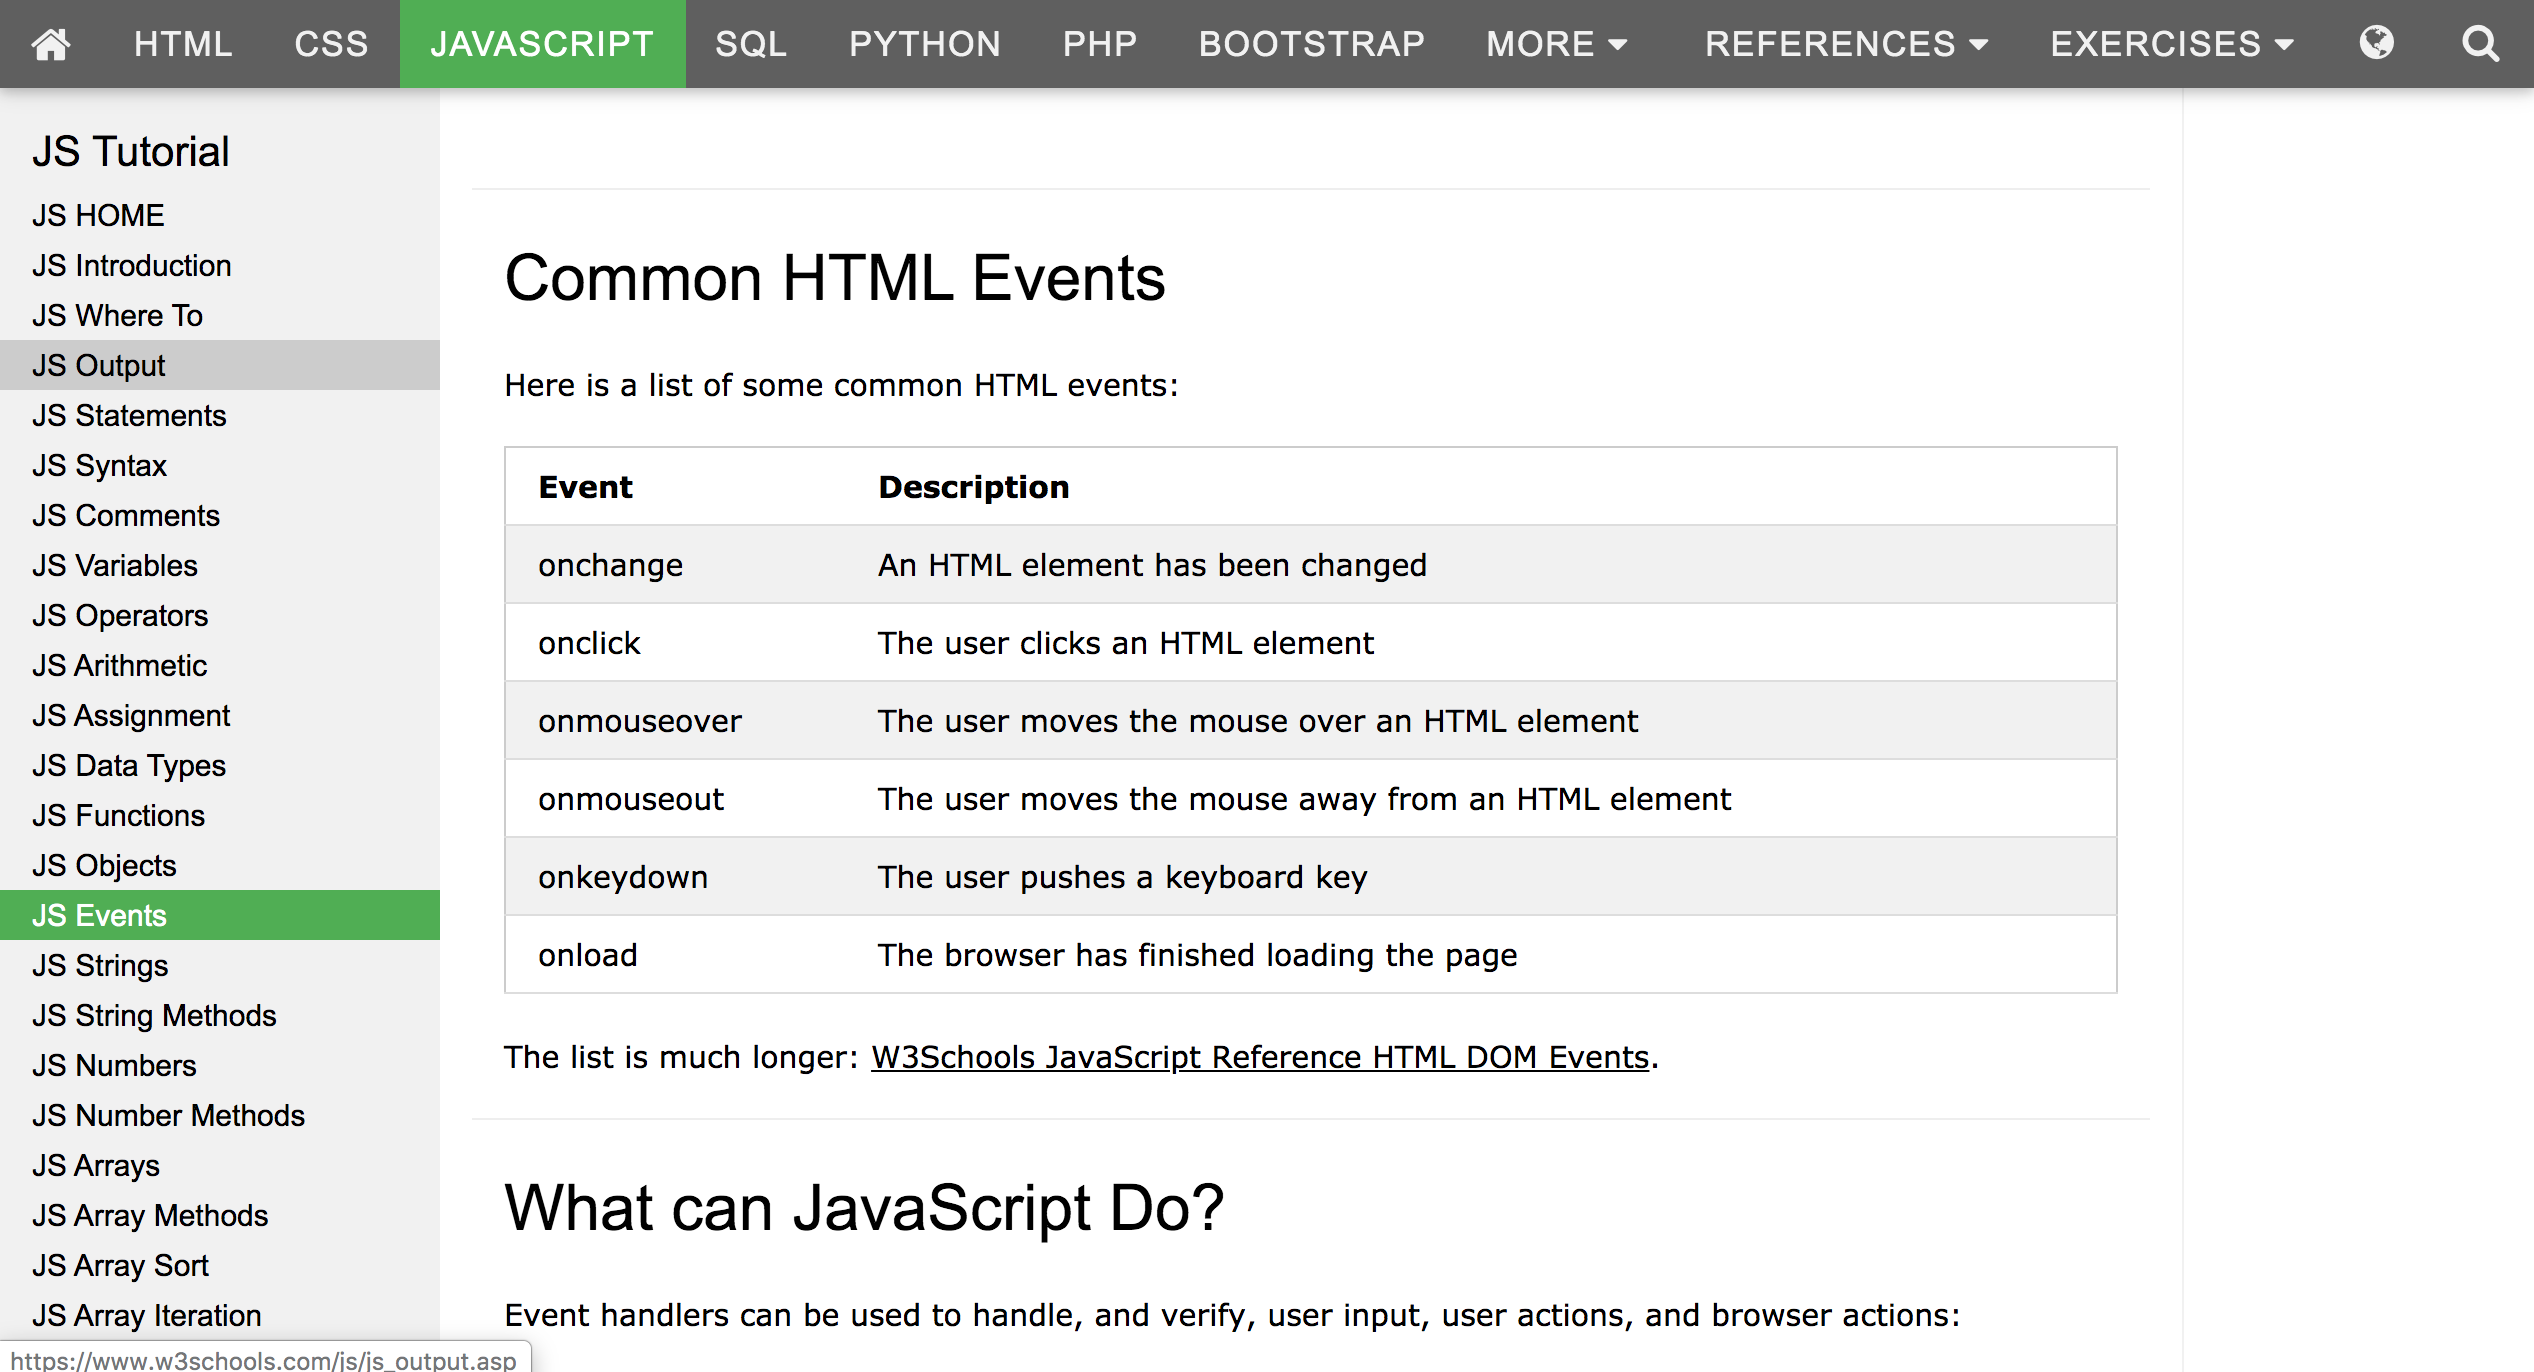 HTML CSS JAVASCRIPT SQL PYTHON PHP BOOTSTRAP MORE REFERENCES EXERCISES
JS Tutorial
JS HOME
JS Introduction
JS Where To
JS Output
JS Statements
JS Syntax
JS Comments
JS Variables
JS Operators
JS Arithmetic
JS Assignment
JS Data Types
JS Functions
JS Objects
JS Events
JS Strings
JS String Methods
JS Numbers
JS Number Methods
JS Arrays
JS Array Methods
JS Array Sort
JS Array Iteration
https://www.w3schools.com/js/js_output.asp
Common HTML Events
Here is a list of some common HTML events:
Event Description
onchange An HTML element has been changed
onclick The user clicks an HTML element
onmouseover The user moves the mouse over an HTML element
onmouseout The user moves the mouse away from an HTML element
onkeydown The user pushes a keyboard key
onload The browser has finished loading the page
The list is much longer: W3Schools JavaScript Reference HTML DOM Events.
What can JavaScript Do?
Event handlers can be used to handle, and verify, user input, user actions, and browser actions: